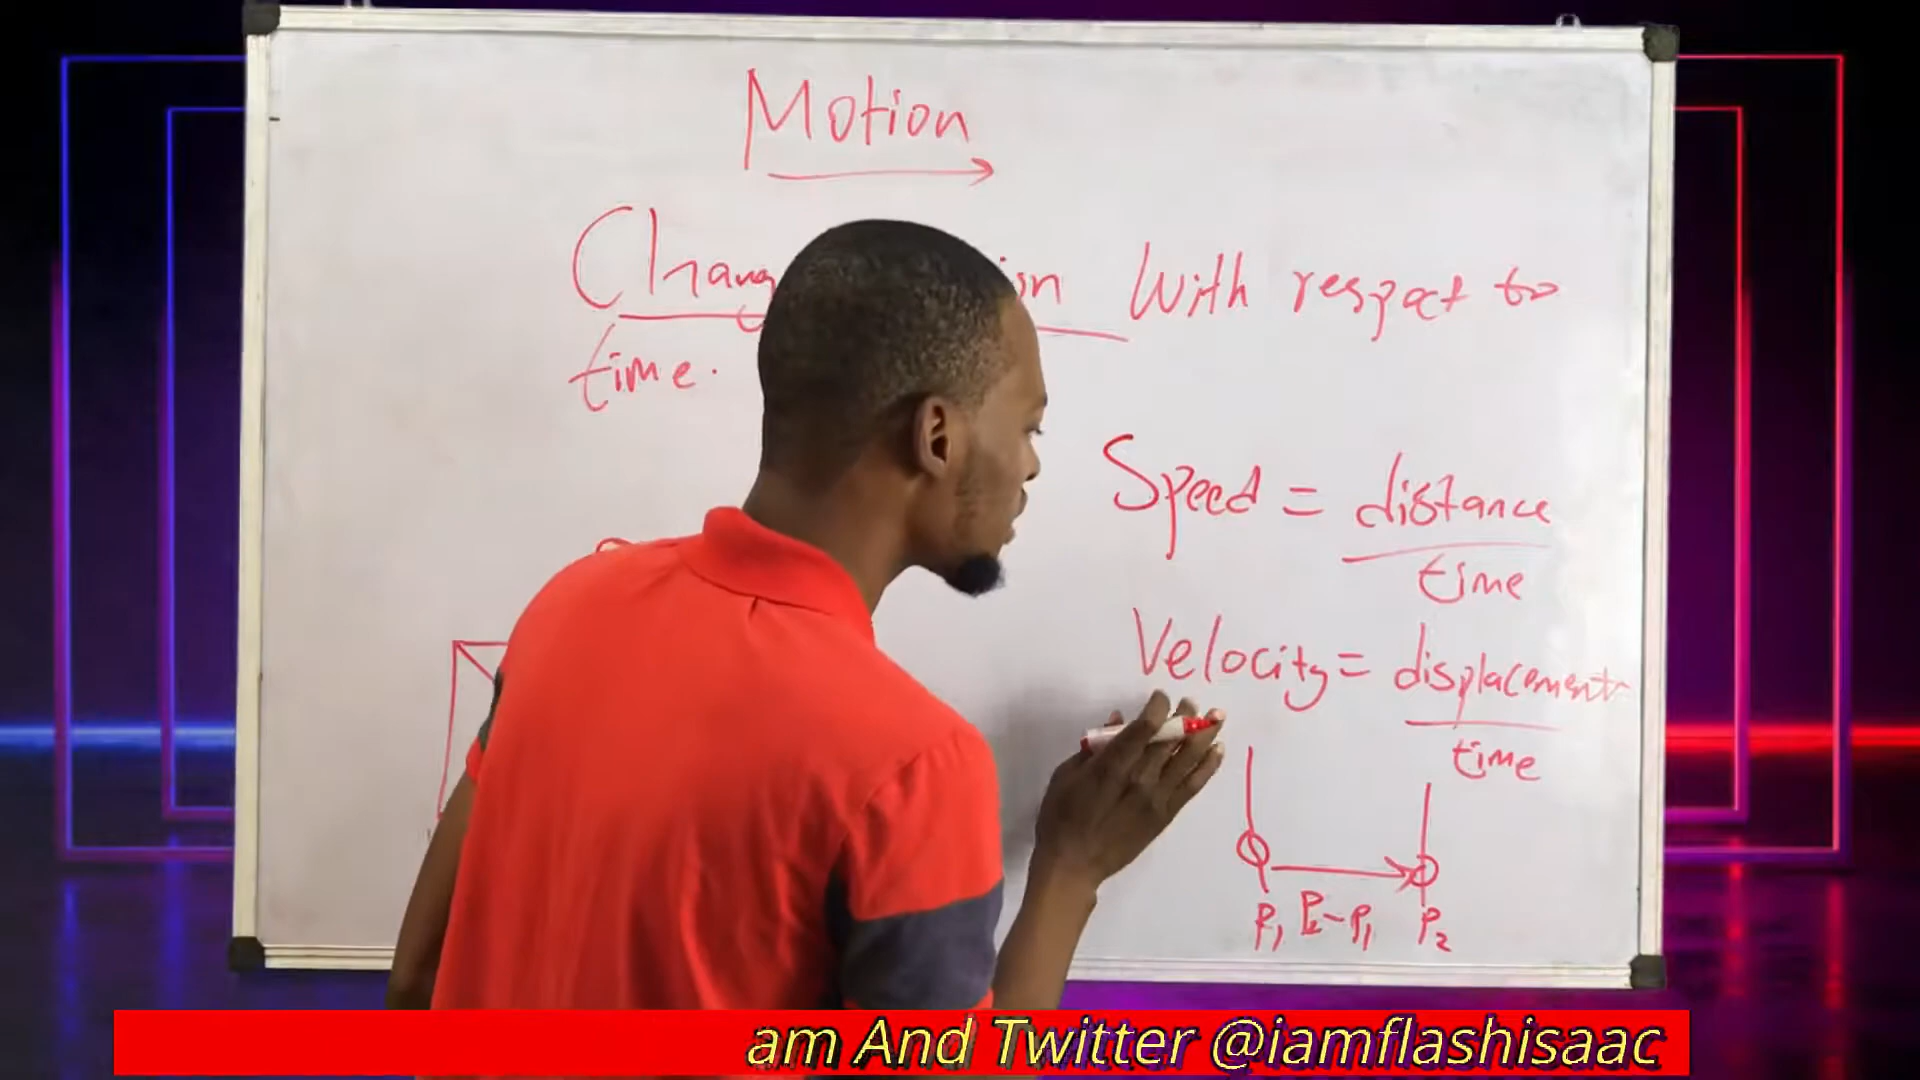 Motion
Chang With respect to
time.
Speed = distance
time
Velocity = displacement
time
P1 P2-P1 P2
am And Twitter @iamflashisaac